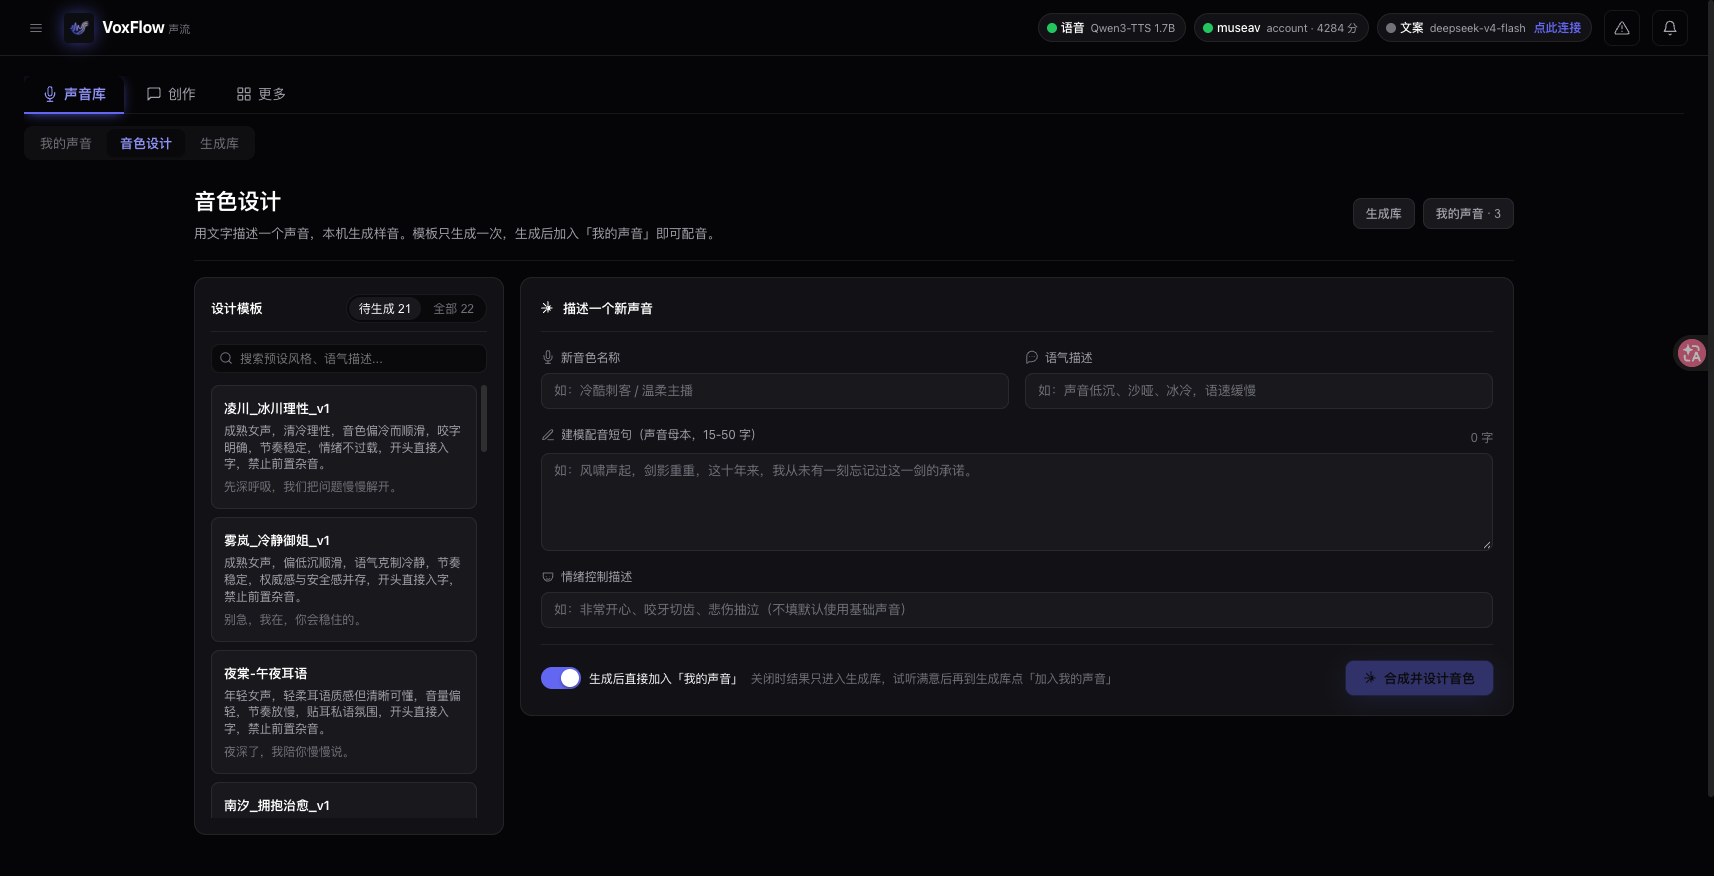 VoxFlow 声流
语音 Qwen3-TTS 1.7B
museav account · 4284 分
文案 deepseek-v4-flash 点此连接
声音库
创作
更多
我的声音
音色设计
生成库
音色设计
用文字描述一个声音，本机生成样音。模板只生成一次，生成后加入「我的声音」即可配音。
生成库
我的声音 · 3
设计模板
待生成 21
全部 22
搜索预设风格、语气描述...
凌川_冰川理性_v1
成熟女声，清冷理性，音色偏冷而顺滑，咬字
明确，节奏稳定，情绪不过载，开头直接入
字，禁止前置杂音。
先深呼吸，我们把问题慢慢解开。
雾岚_冷静御姐_v1
成熟女声，偏低沉顺滑，语气克制冷静，节奏
稳定，权威感与安全感并存，开头直接入字，
禁止前置杂音。
别急，我在，你会稳住的。
夜棠-午夜耳语
年轻女声，轻柔耳语质感但清晰可懂，音量偏
轻，节奏放慢，贴耳私语氛围，开头直接入
字，禁止前置杂音。
夜深了，我陪你慢慢说。
南汐_拥抱治愈_v1
描述一个新声音
新音色名称
如：冷酷刺客 / 温柔主播
语气描述
如：声音低沉、沙哑、冰冷，语速缓慢
建模配音短句（声音母本，15-50 字）
0 字
如：风啸声起，剑影重重，这十年来，我从未有一刻忘记过这一剑的承诺。
情绪控制描述
如：非常开心、咬牙切齿、悲伤抽泣（不填默认使用基础声音）
生成后直接加入「我的声音」 关闭时结果只进入生成库，试听满意后再到生成库点「加入我的声音」
合成并设计音色